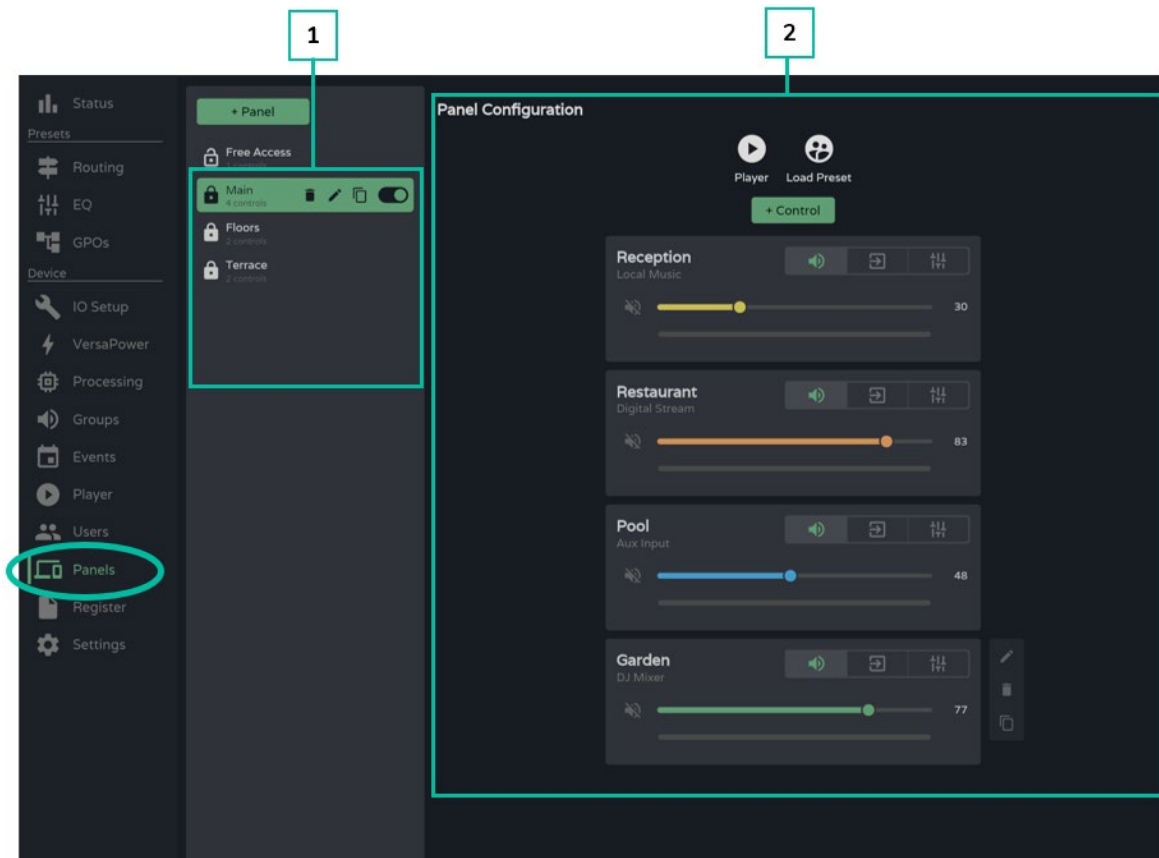 1
2
Status
Presets
Routing
EQ
GPOs
Device
IO Setup
VersaPower
Processing
Groups
Events
Player
Users
Panels
Register
Settings
+ Panel
Free Access
1 controls
Main
4 controls
Floors
2 controls
Terrace
2 controls
Panel Configuration
Player Load Preset
+ Control
Reception
Local Music
30
Restaurant
Digital Stream
83
Pool
Aux Input
48
Garden
DJ Mixer
77